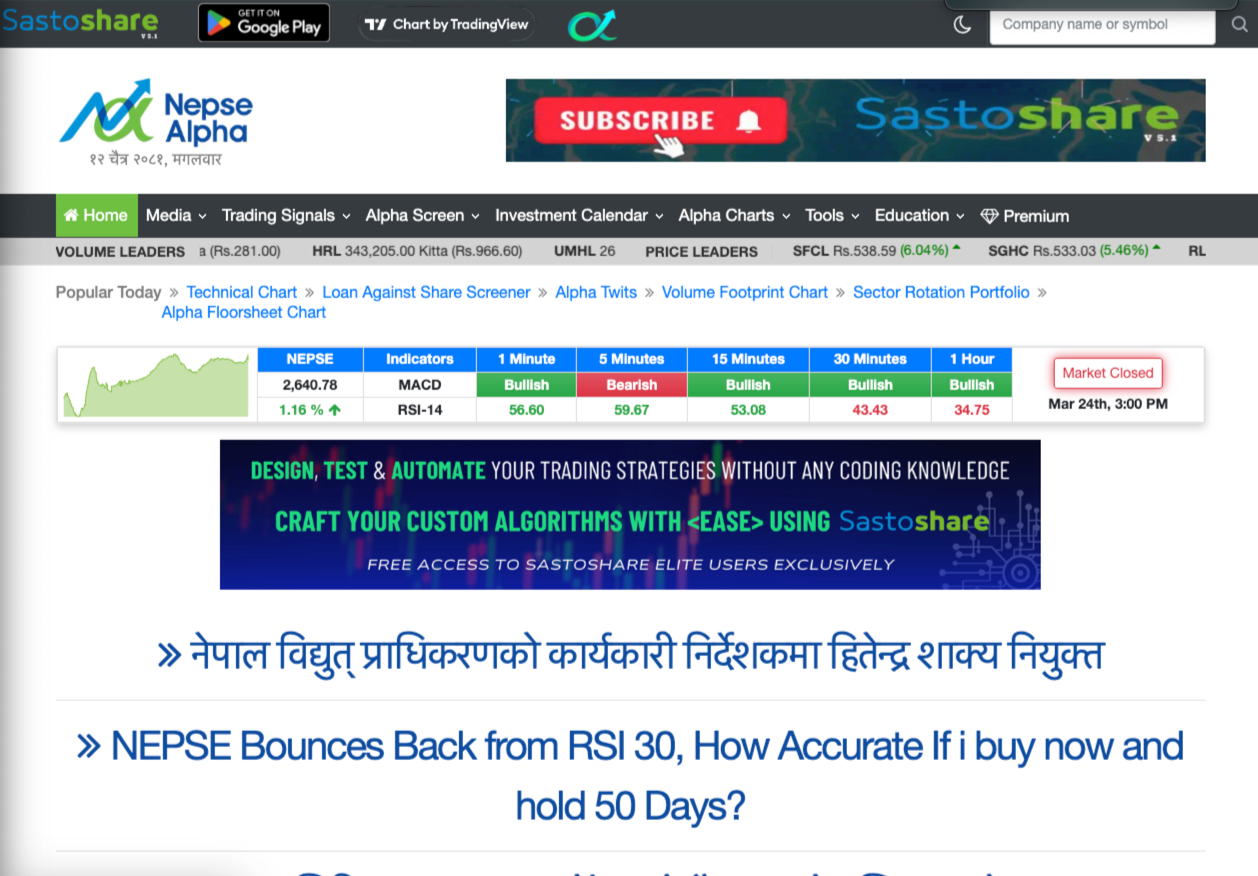 Sastoshare
v 5.1
GET IT ON
Google Play
Chart by TradingView
Company name or symbol
Nepse
Alpha
१२ चैत्र २०८१, मगलवार
SUBSCRIBE
Sastoshare
v 5.1
Home Media Trading Signals Alpha Screen Investment Calendar Alpha Charts Tools Education Premium
VOLUME LEADERS a (Rs.281.00) HRL 343,205.00 Kitta (Rs.966.60) UMHL 26 PRICE LEADERS SFCL Rs.538.59 (6.04%) SGHC Rs.533.03 (5.46%) RL
Popular Today » Technical Chart » Loan Against Share Screener » Alpha Twits » Volume Footprint Chart » Sector Rotation Portfolio »
Alpha Floorsheet Chart
NEPSE Indicators 1 Minute 5 Minutes 15 Minutes 30 Minutes 1 Hour
2,640.78 MACD Bullish Bearish Bullish Bullish Bullish
1.16 % RSI-14 56.60 59.67 53.08 43.43 34.75
Market Closed
Mar 24th, 3:00 PM
DESIGN, TEST & AUTOMATE YOUR TRADING STRATEGIES WITHOUT ANY CODING KNOWLEDGE
CRAFT YOUR CUSTOM ALGORITHMS WITH <EASE> USING Sastoshare
FREE ACCESS TO SASTOSHARE ELITE USERS EXCLUSIVELY
» नेपाल विद्युत् प्राधिकरणको कार्यकारी निर्देशकमा हितेन्द्र शाक्य नियुक्त
» NEPSE Bounces Back from RSI 30, How Accurate If i buy now and
hold 50 Days?